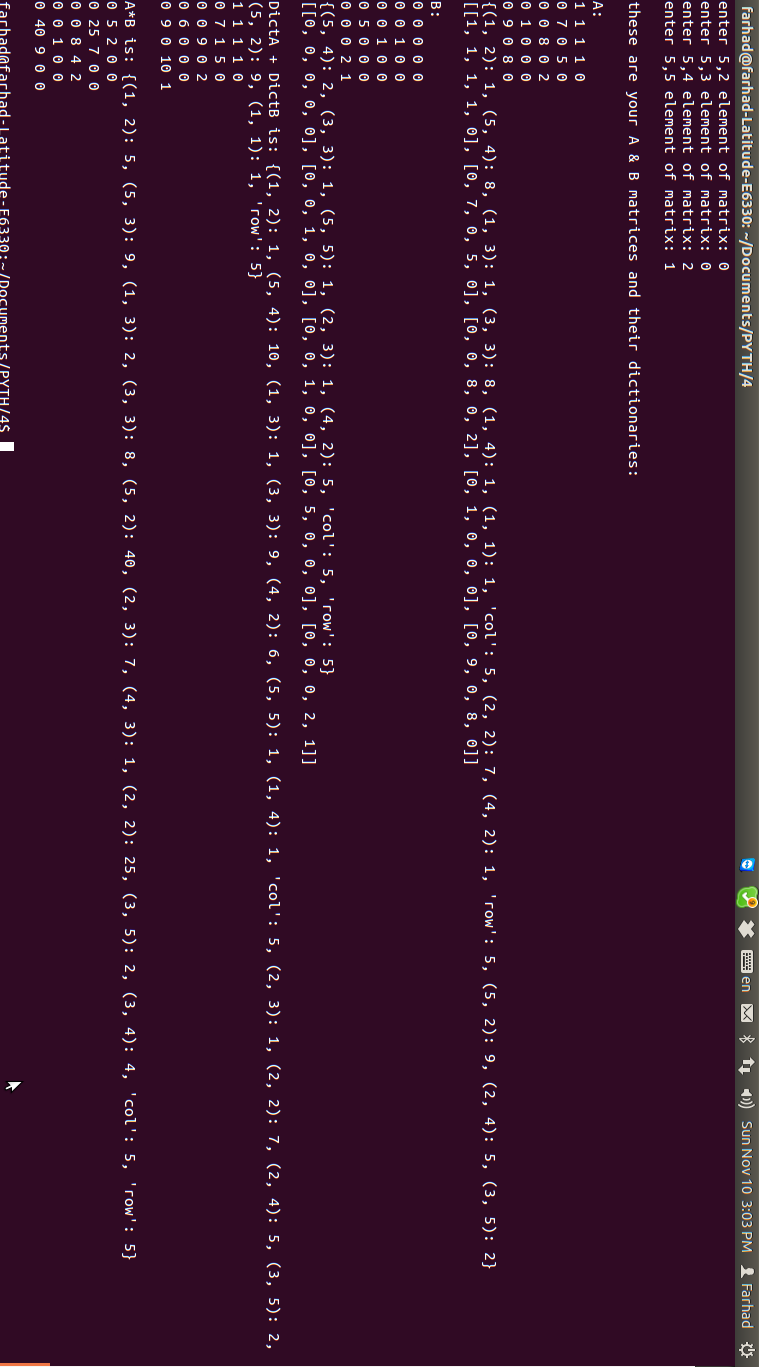 Farhad@farhad-Latitude-E6330: ~/Documents/PYTH/4 en Sun Nov 10 3:03 PM Farhad
enter 5,2 element of matrix: 0
enter 5,3 element of matrix: 0
enter 5,4 element of matrix: 2
enter 5,5 element of matrix: 1
these are your A & B matrices and their dictionaries:
A:
1 1 1 1 0
0 7 0 5 0
0 0 8 0 2
0 1 0 0 0
0 9 0 8 0
{(1, 2): 1, (5, 4): 8, (1, 3): 1, (3, 3): 8, (1, 4): 1, (1, 1): 1, 'col': 5, (2, 2): 7, (4, 2): 1, 'row': 5, (5, 2): 9, (2, 4): 5, (3, 5): 2}
[[1, 1, 1, 1, 0], [0, 7, 0, 5, 0], [0, 0, 8, 0, 2], [0, 1, 0, 0, 0], [0, 9, 0, 8, 0]]
B:
0 0 0 0 0
0 0 1 0 0
0 0 1 0 0
0 5 0 0 0
0 0 0 2 1
{(5, 4): 2, (3, 3): 1, (5, 5): 1, (2, 3): 1, (4, 2): 5, 'col': 5, 'row': 5}
[[0, 0, 0, 0, 0], [0, 0, 1, 0, 0], [0, 0, 1, 0, 0], [0, 5, 0, 0, 0], [0, 0, 0, 2, 1]]
DictA + DictB is: {(1, 2): 1, (5, 4): 10, (1, 3): 1, (3, 3): 9, (4, 2): 6, (5, 5): 1, (1, 4): 1, 'col': 5, (2, 3): 1, (2, 2): 7, (2, 4): 5, (3, 5): 2,
(5, 2): 9, (1, 1): 1, 'row': 5}
1 1 1 1 0
0 7 1 5 0
0 0 9 0 2
0 6 0 0 0
0 9 0 10 1
A*B is: {(1, 2): 5, (5, 3): 9, (1, 3): 2, (3, 3): 8, (5, 2): 40, (2, 3): 7, (4, 3): 1, (2, 2): 25, (3, 5): 2, (3, 4): 4, 'col': 5, 'row': 5}
0 5 2 0 0
0 25 7 0 0
0 0 8 4 2
0 0 1 0 0
0 40 9 0 0
farhad@farhad-Latitude-E6330:~/Documents/PYTH/4$